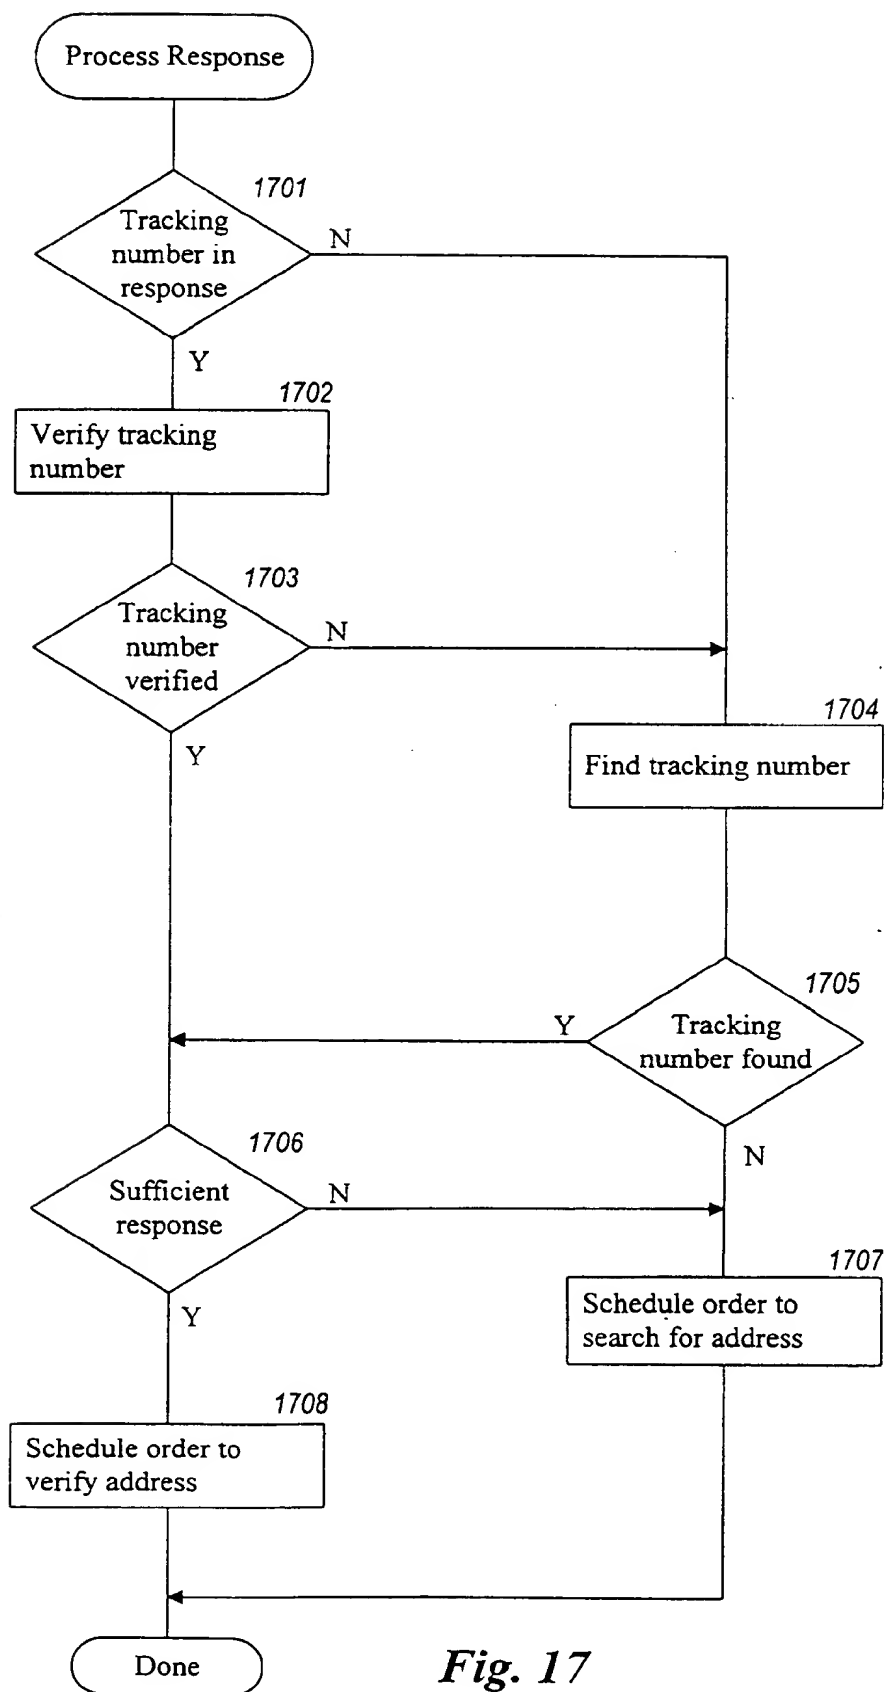 Process Response
1701
Tracking
number in
response
N
Y
1702
Verify tracking
number
1703
Tracking
number
verified
N
Y
1704
Find tracking number
1705
Tracking
number found
Y
N
1706
Sufficient
response
N
Y
1707
Schedule order to
search for address
1708
Schedule order to
verify address
Done
Fig. 17